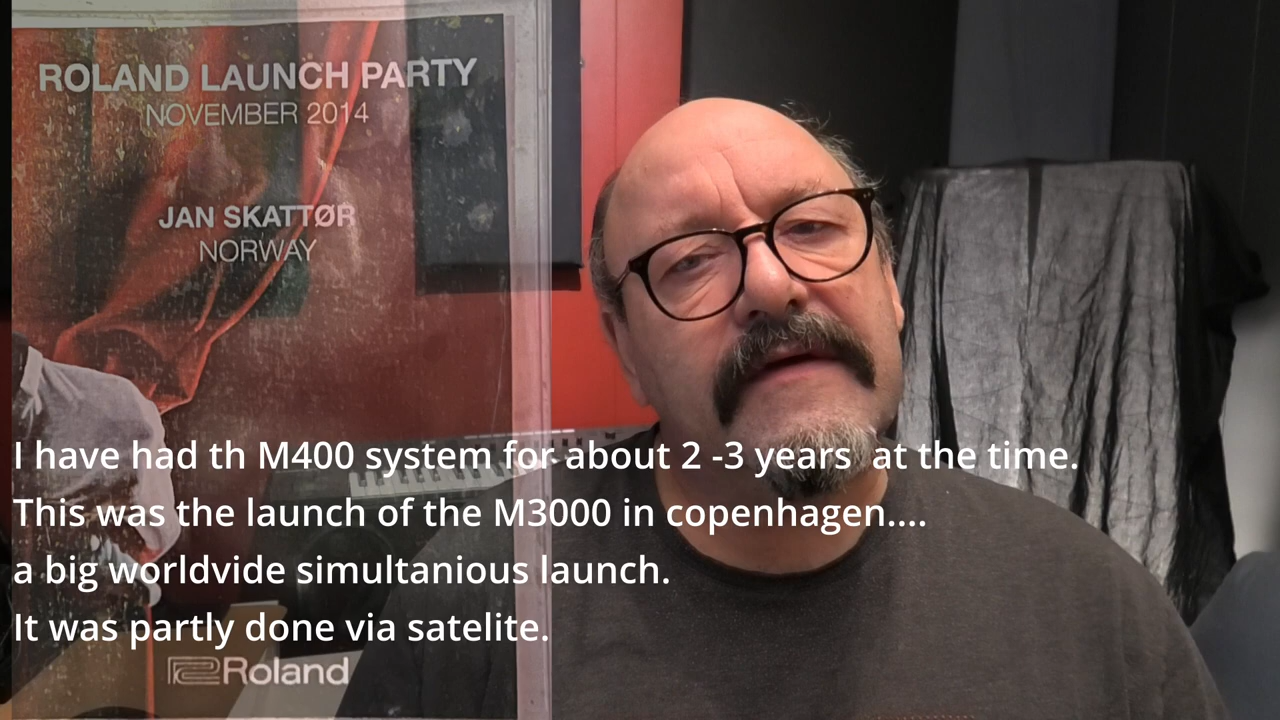 ROLAND LAUNCH PARTY
NOVEMBER 2014
JAN SKATTØR
NORWAY
I have had th M400 system for about 2 -3 years  at the time.
This was the launch of the M3000 in copenhagen....
a big worldvide simultanious launch.
It was partly done via satelite.
Roland